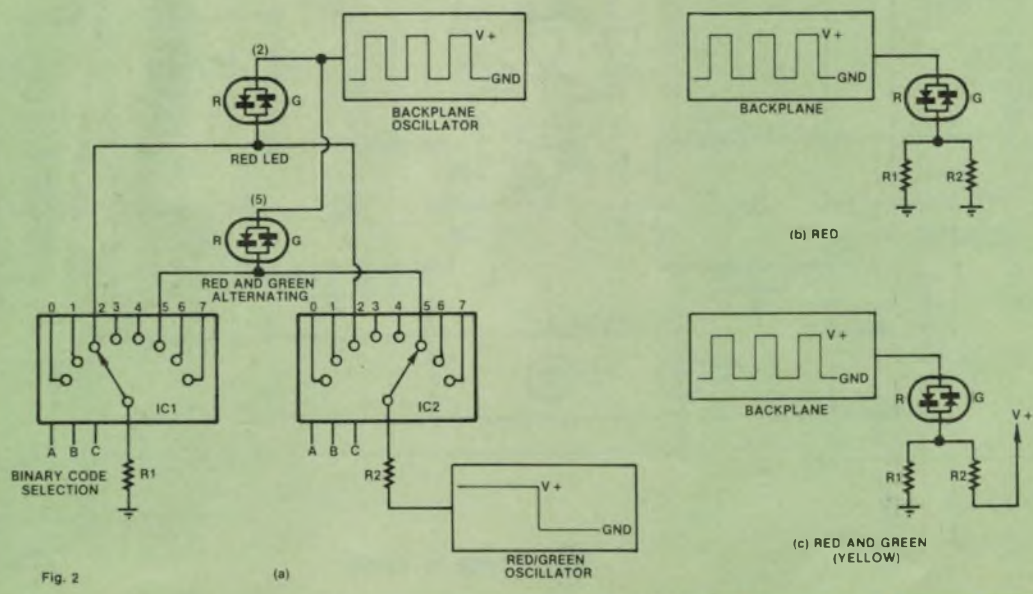 (2)
V+
GND
BACKPLANE
OSCILLATOR
R
G
RED LED
(5)
R
G
RED AND GREEN
ALTERNATING
0 1 2 3 4 5 6 7
IC1
A B C
BINARY CODE
SELECTION
R1
0 1 2 3 4 5 6 7
IC2
A B C
R2
V+
GND
RED/GREEN
OSCILLATOR
Fig. 2
(a)
V+
GND
BACKPLANE
R
G
R1
R2
(b) RED
V+
GND
BACKPLANE
R
G
V+
R1
R2
(c) RED AND GREEN
(YELLOW)